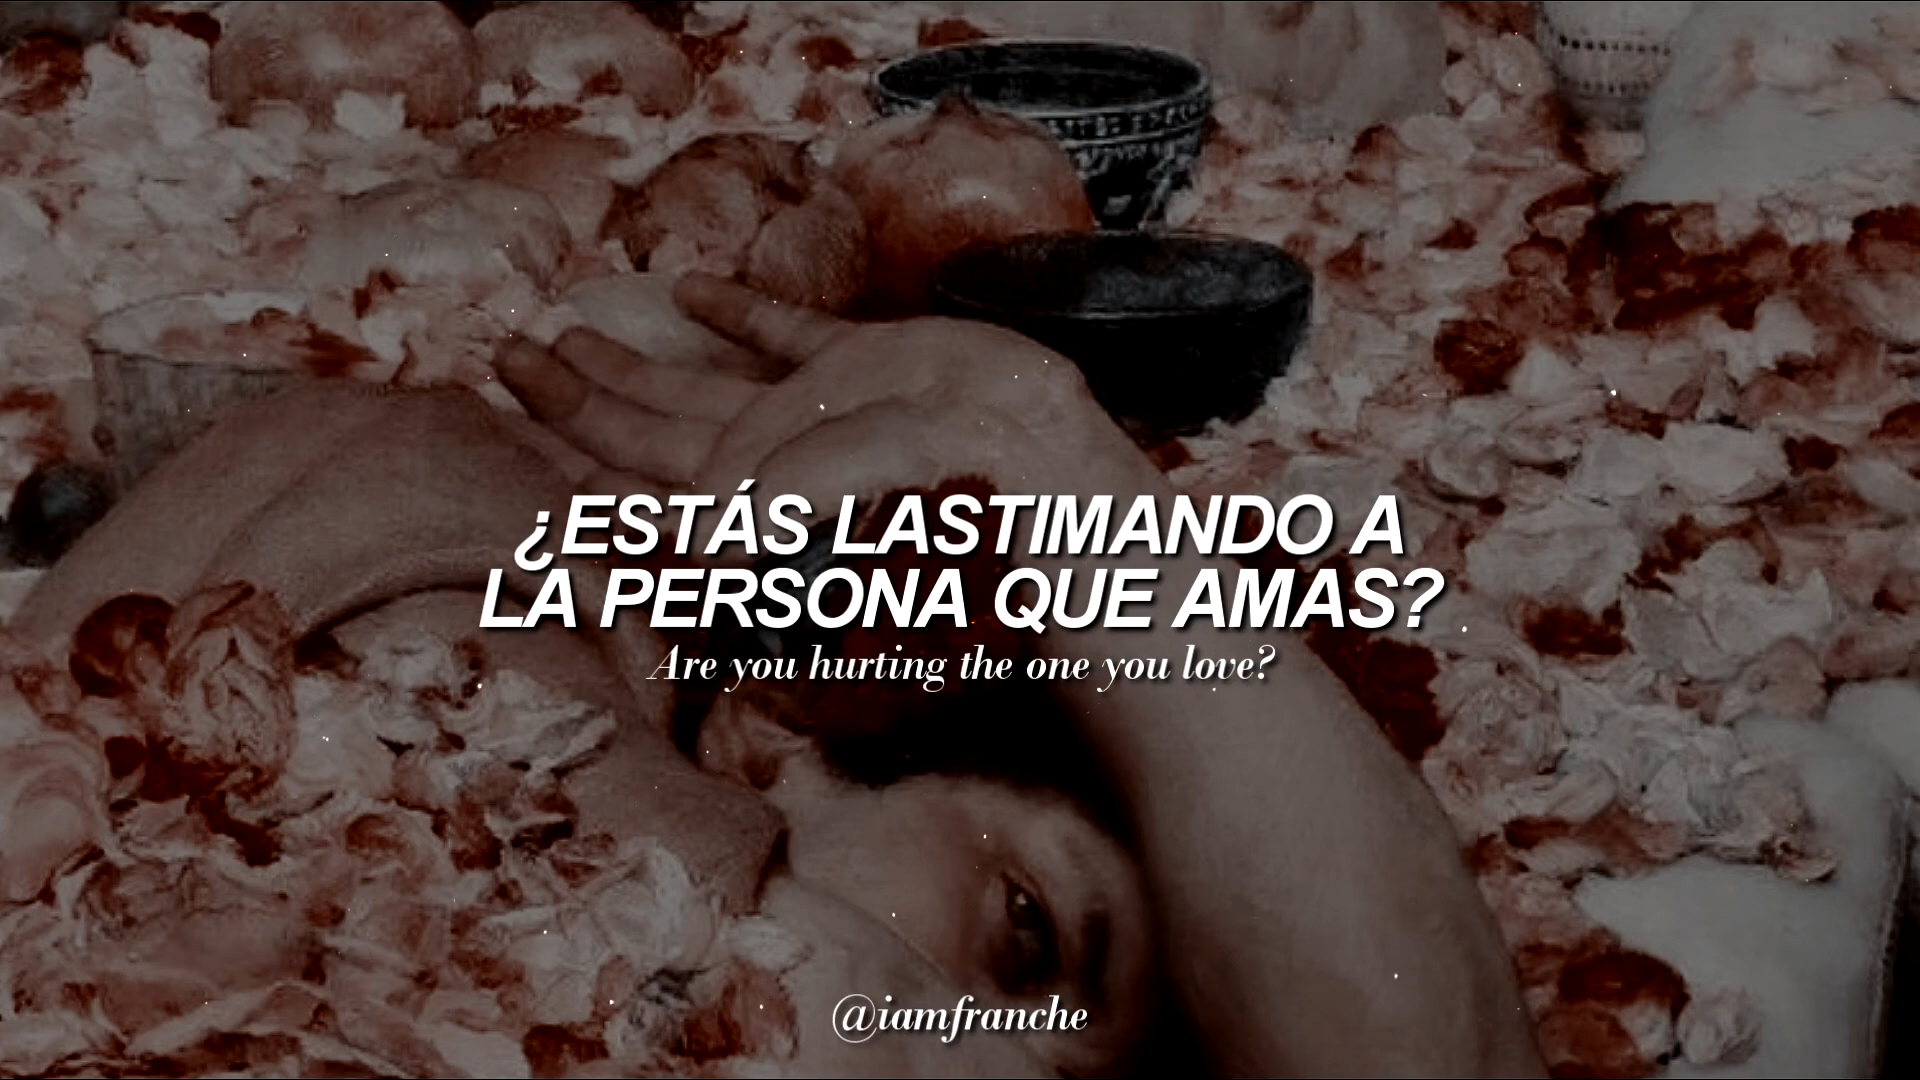 ¿ESTÁS LASTIMANDO A
LA PERSONA QUE AMAS?
Are you hurting the one you love?
@iamfranche